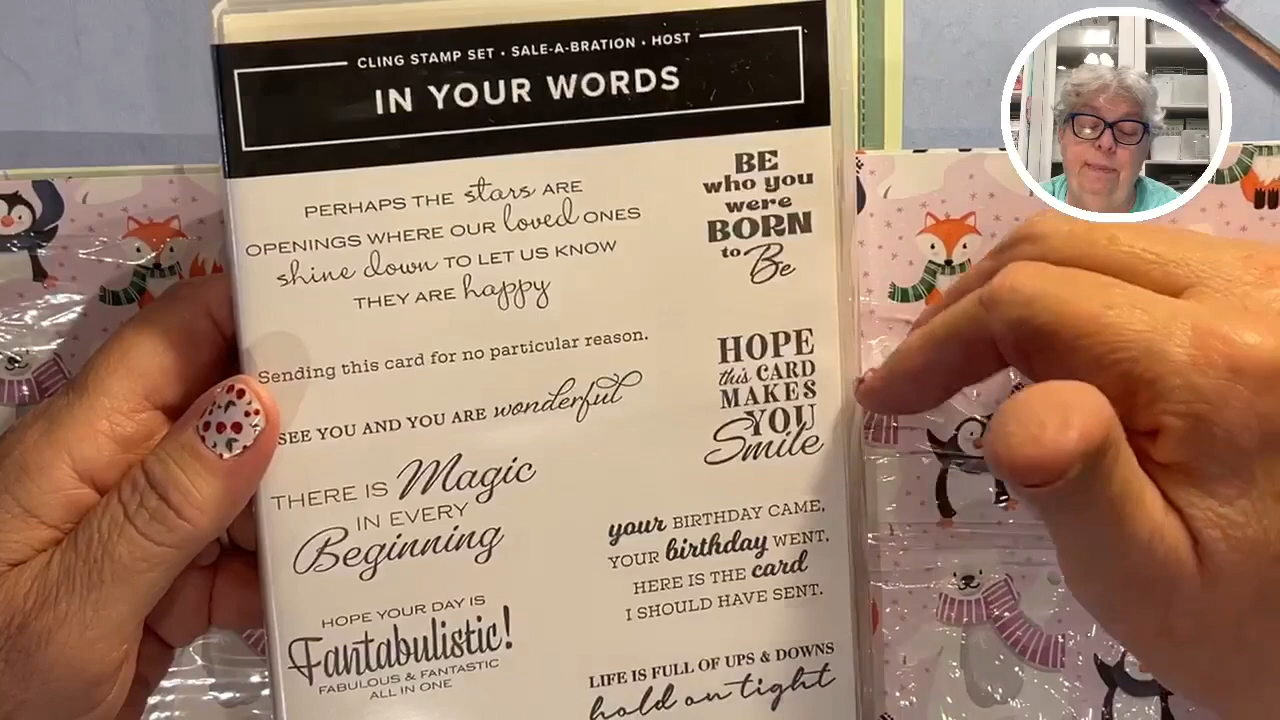 CLING STAMP SET • SALE-A-BRATION • HOST
IN YOUR WORDS
PERHAPS THE stars ARE
OPENINGS WHERE OUR loved ONES
shine down TO LET US KNOW
THEY ARE happy
Sending this card for no particular reason.
SEE YOU AND YOU ARE wonderful
THERE IS Magic
IN EVERY
Beginning
HOPE YOUR DAY IS
Fantabulistic!
FABULOUS & FANTASTIC
ALL IN ONE
BE
who you
were
BORN
to Be
HOPE
this CARD
MAKES
YOU
Smile
your BIRTHDAY CAME,
YOUR birthday WENT,
HERE IS THE card
I SHOULD HAVE SENT.
LIFE IS FULL OF UPS & DOWNS
hold on tight